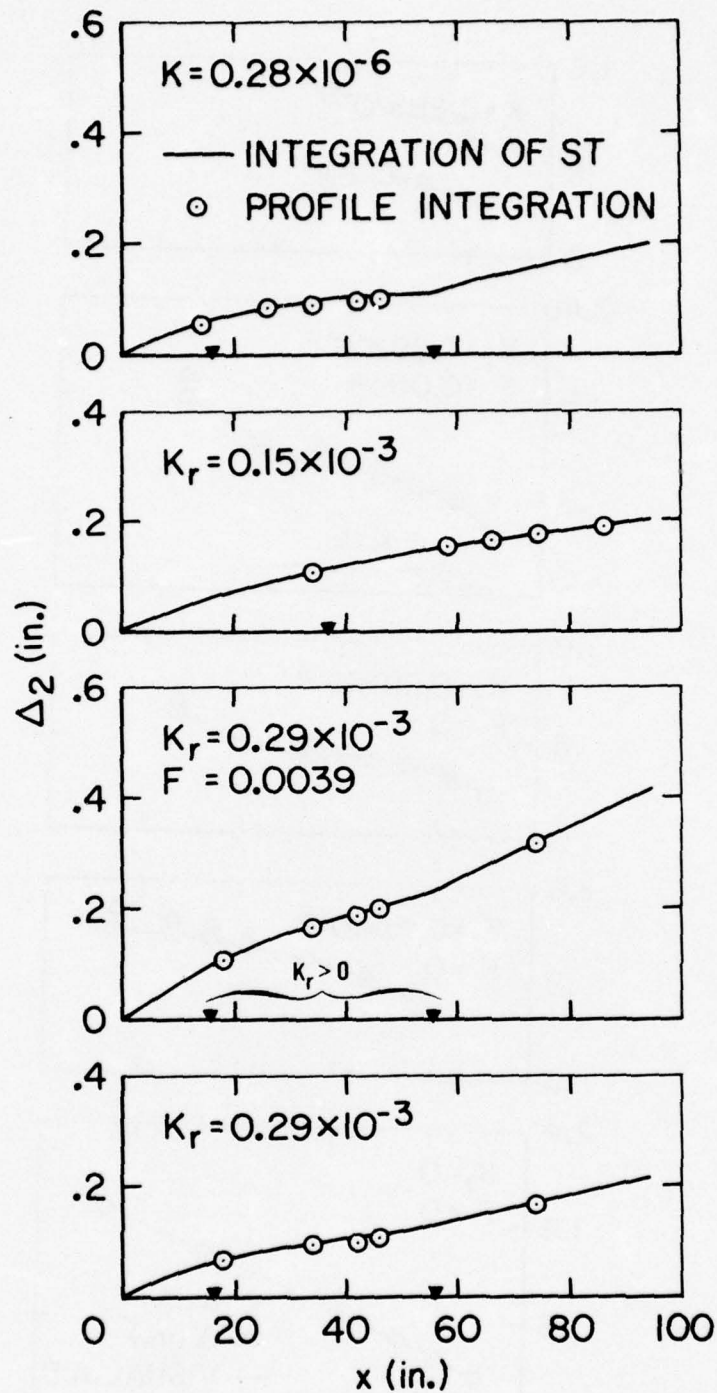 .6
K = 0.28×10⁻⁶
.4
— INTEGRATION OF ST
⊙ PROFILE INTEGRATION
.2
0
.4
Kᵣ = 0.15×10⁻³
.2
0
Δ₂ (in.)
.6
Kᵣ = 0.29×10⁻³
F = 0.0039
.4
.2
Kᵣ > 0
0
.4
Kᵣ = 0.29×10⁻³
.2
0 20 40 60 80 100
x (in.)